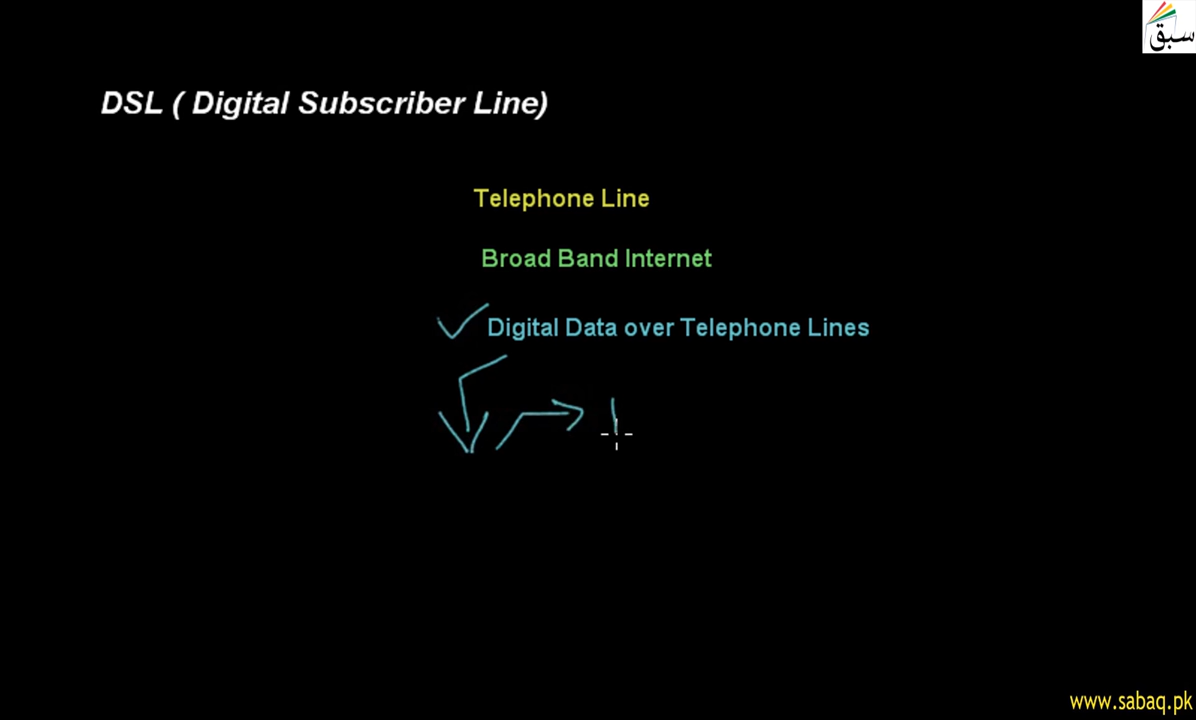 سبق
DSL ( Digital Subscriber Line)
Telephone Line
Broad Band Internet
Digital Data over Telephone Lines
www.sabaq.pk